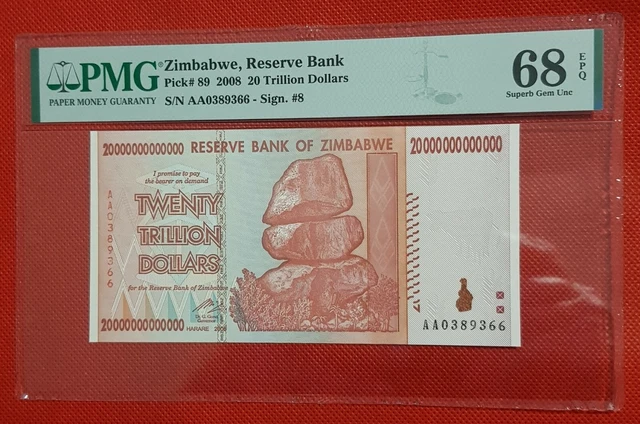 PMG
PAPER MONEY GUARANTY
Zimbabwe, Reserve Bank
Pick# 89 2008 20 Trillion Dollars
S/N AA0389366 - Sign. #8
68
EPQ
Superb Gem Unc
20000000000000 RESERVE BANK OF ZIMBABWE 20000000000000
I promise to pay
the bearer on demand
TWENTY
TRILLION
DOLLARS
for the Reserve Bank of Zimbabwe
AA0389366
20000000000000
HARARE 2008
AA0389366